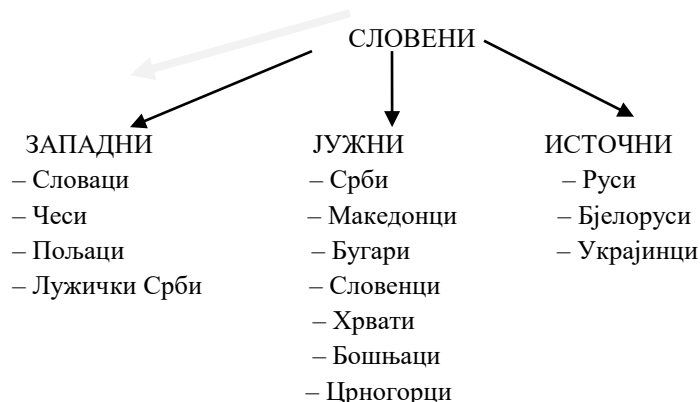 СЛОВЕНИ
ЗАПАДНИ
– Словаци
– Чеси
– Пољаци
– Лужички Срби
ЈУЖНИ
– Срби
– Македонци
– Бугари
– Словенци
– Хрвати
– Бошњаци
– Црногорци
ИСТОЧНИ
– Руси
– Бјелоруси
– Украјинци